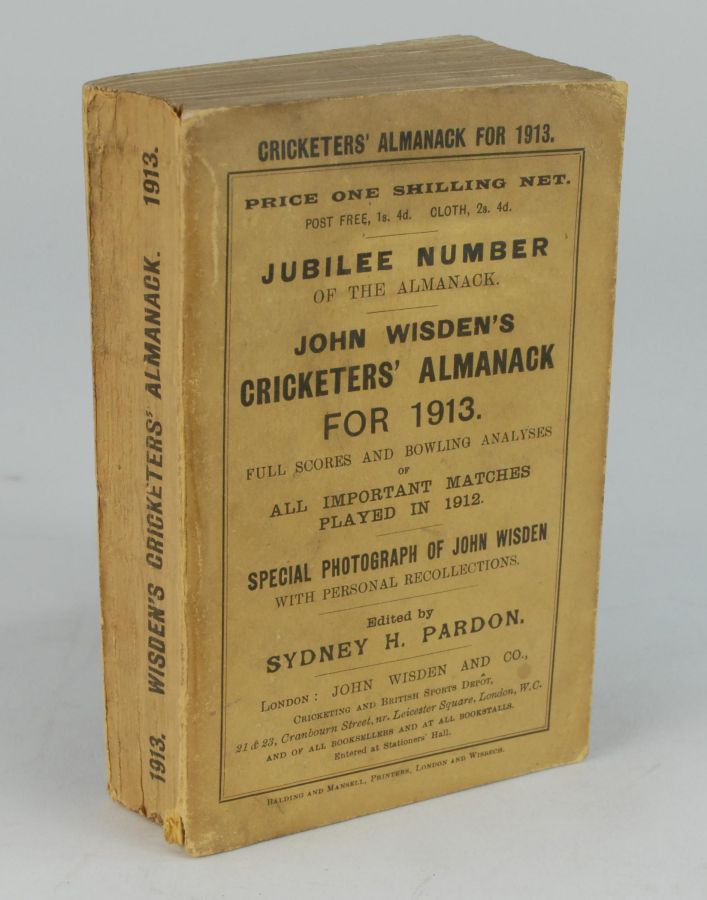 1913. WISDEN'S CRICKETERS' ALMANACK. 1913.
CRICKETERS' ALMANACK FOR 1913.
PRICE ONE SHILLING NET.
POST FREE, 1s. 4d. CLOTH, 2s. 4d.
JUBILEE NUMBER
OF THE ALMANACK.
JOHN WISDEN'S
CRICKETERS' ALMANACK
FOR 1913.
FULL SCORES AND BOWLING ANALYSES
OF
ALL IMPORTANT MATCHES
PLAYED IN 1912.
SPECIAL PHOTOGRAPH OF JOHN WISDEN
WITH PERSONAL RECOLLECTIONS.
Edited by
SYDNEY H. PARDON.
LONDON: JOHN WISDEN AND CO.,
CRICKETING AND BRITISH SPORTS DEPÔT,
21 & 23, Cranbourn Street, nr. Leicester Square, London, W.C.
AND OF ALL BOOKSELLERS AND AT ALL BOOKSTALLS.
Entered at Stationers' Hall.
BALDING AND MANSELL, PRINTERS, LONDON AND WISBECH.